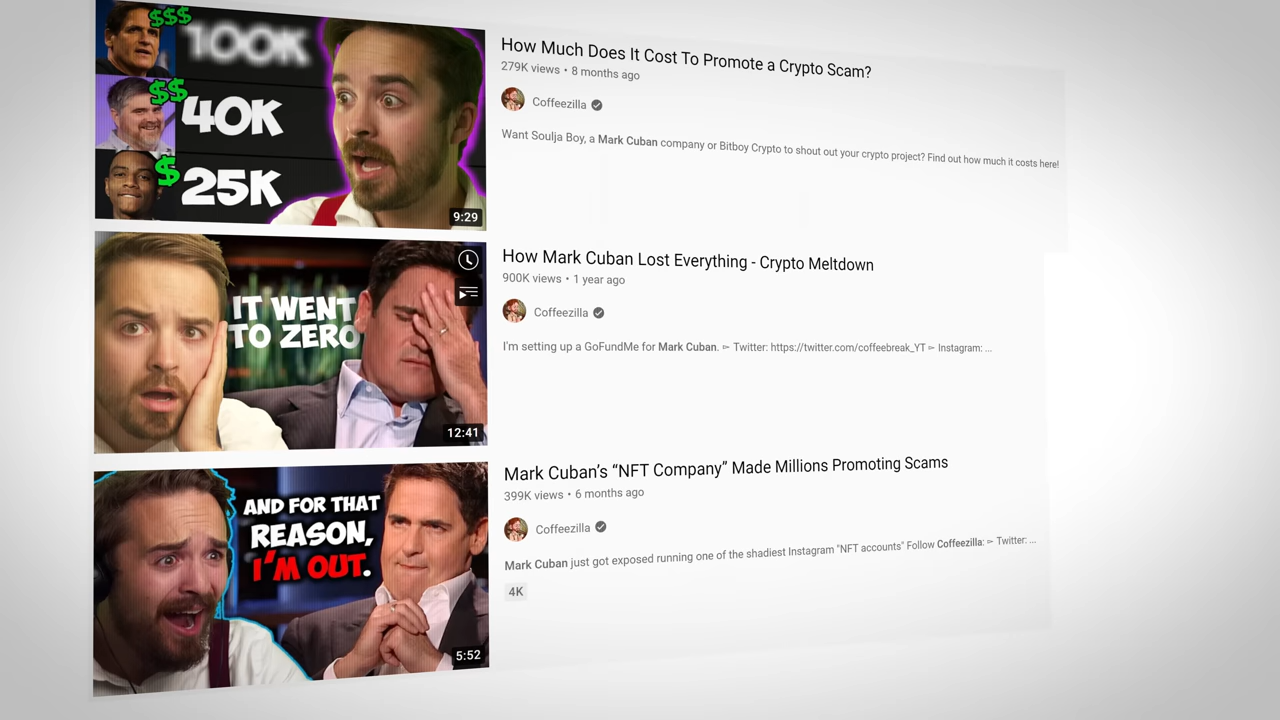 $$$
100K
$$
40K
$
25K
9:29
How Much Does It Cost To Promote a Crypto Scam?
279K views • 8 months ago
Coffeezilla
Want Soulja Boy, a Mark Cuban company or Bitboy Crypto to shout out your crypto project? Find out how much it costs here!
IT WENT
TO ZERO
12:41
How Mark Cuban Lost Everything - Crypto Meltdown
900K views • 1 year ago
Coffeezilla
I'm setting up a GoFundMe for Mark Cuban. ➳ Twitter: https://twitter.com/coffeebreak_YT ➳ Instagram: ...
AND FOR THAT
REASON,
I'M OUT.
5:52
Mark Cuban's “NFT Company” Made Millions Promoting Scams
399K views • 6 months ago
Coffeezilla
Mark Cuban just got exposed running one of the shadiest Instagram "NFT accounts" Follow Coffeezilla: ➳ Twitter: ...
4K